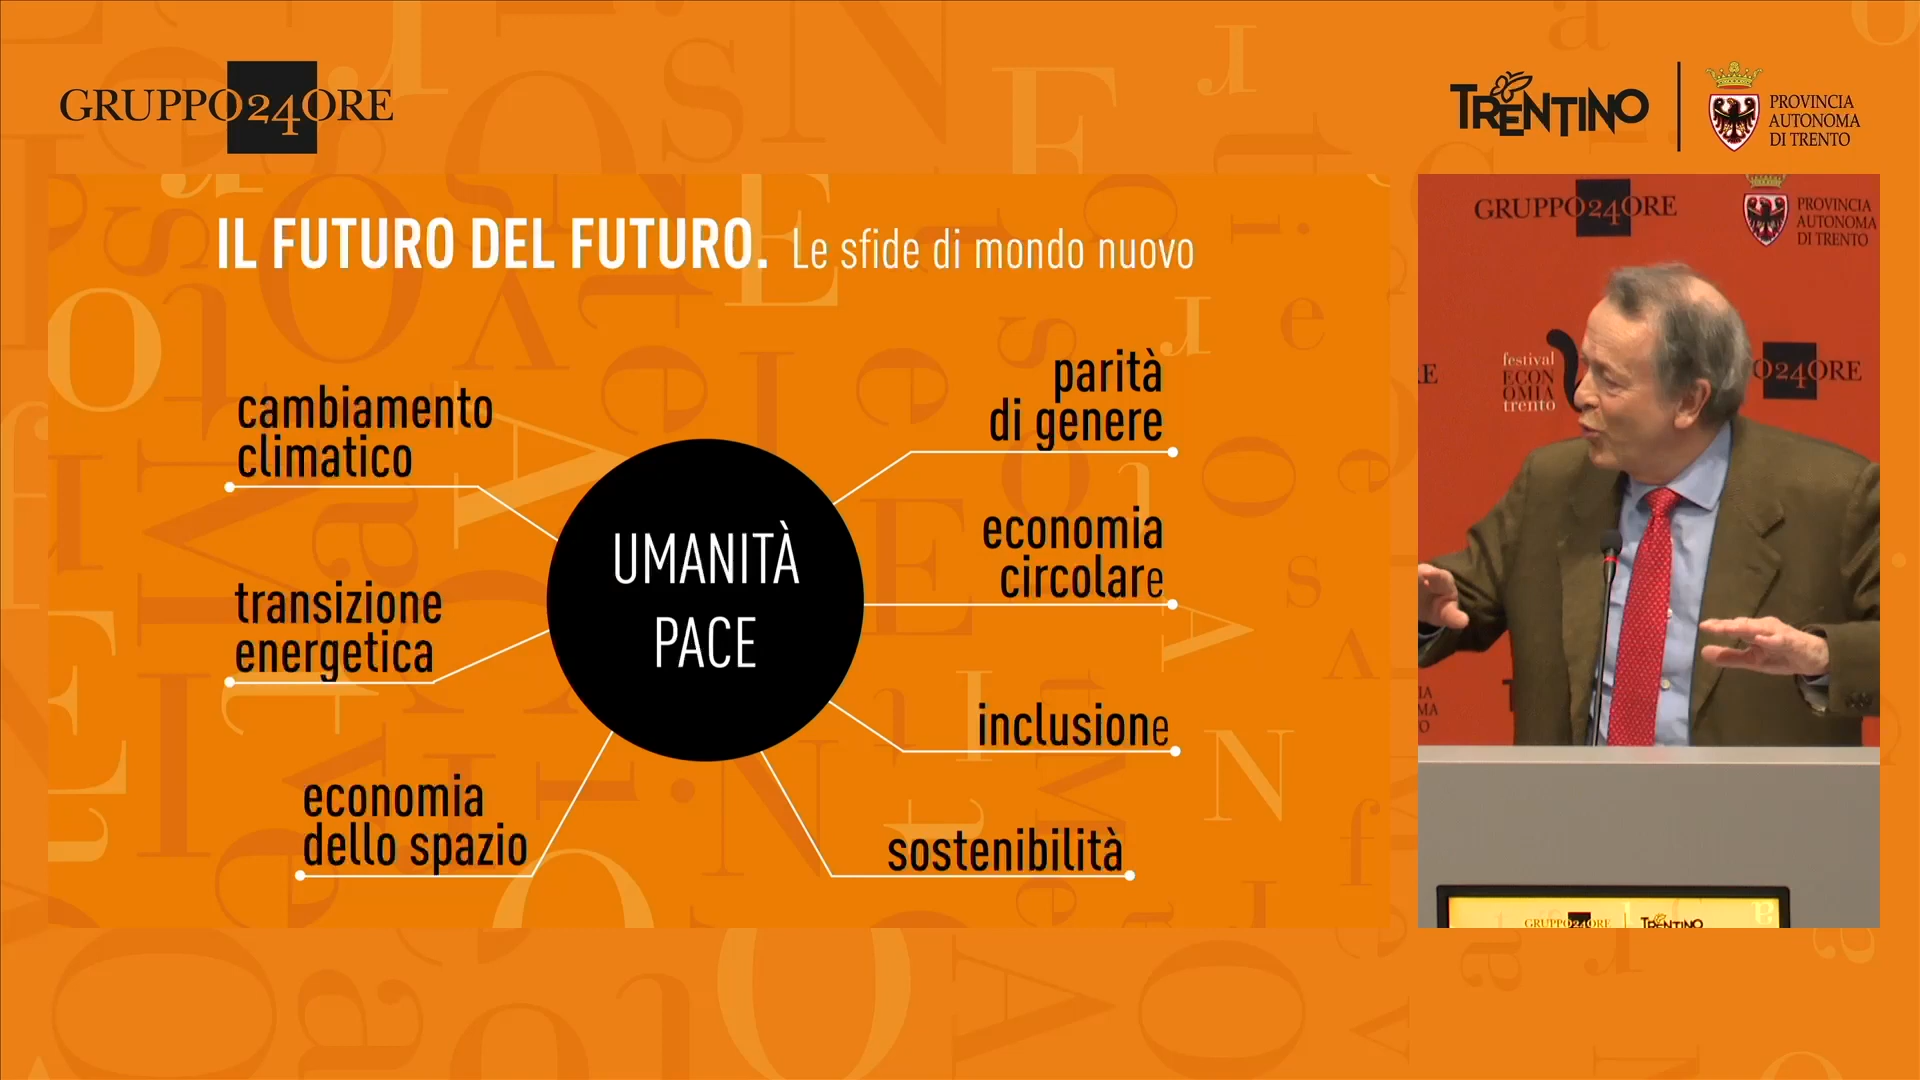 GRUPPO24ORE
TRENTINO
PROVINCIA
AUTONOMA
DI TRENTO
IL FUTURO DEL FUTURO. Le sfide di mondo nuovo
cambiamento
climatico
transizione
energetica
economia
dello spazio
UMANITÀ
PACE
parità
di genere
economia
circolare
inclusione
sostenibilità
GRUPPO24ORE
PROVINCIA
AUTONOMA
DI TRENTO
festival
ECON
OMIA
trento
O24ORE
GRUPPO24ORE
TRENTINO